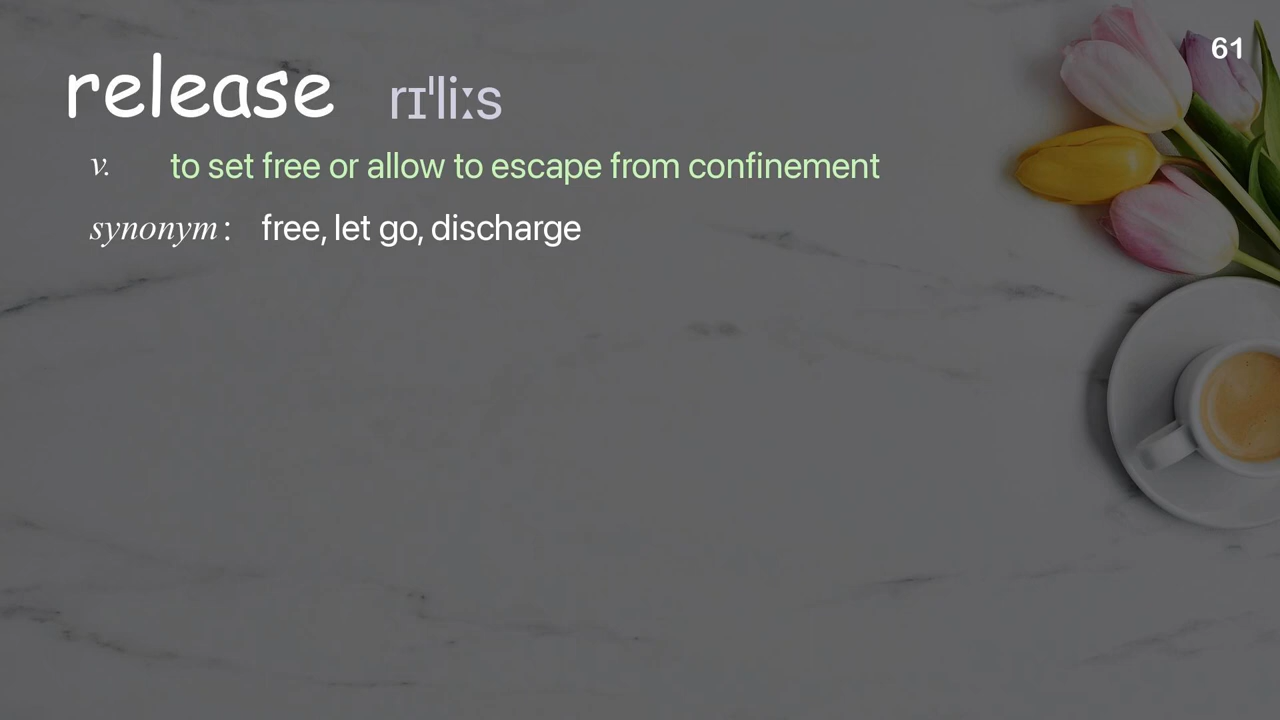 61
release rɪˈliːs
v. to set free or allow to escape from confinement
synonym: free, let go, discharge